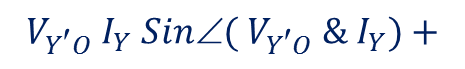 V_{Y'O} I_Y Sin∠( V_{Y'O} & I_Y) +